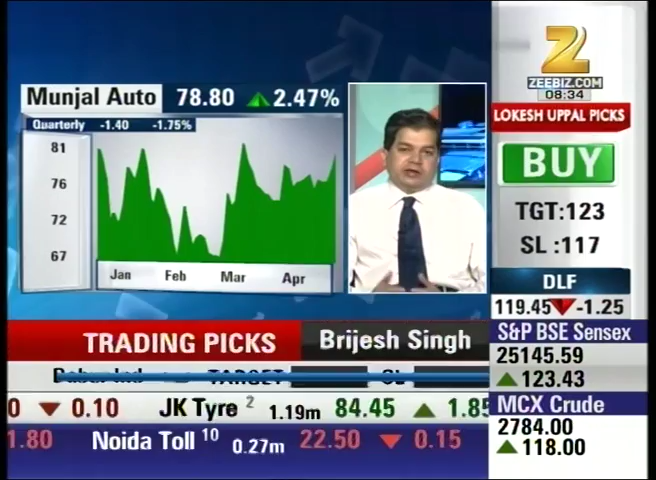 Munjal Auto 78.80 2.47%
Quarterly -1.40 -1.75%
81
76
72
67
Jan Feb Mar Apr
ZEEBIZ.COM
08:34
LOKESH UPPAL PICKS
BUY
TGT:123
SL :117
DLF
119.45 -1.25
S&P BSE Sensex
25145.59
123.43
MCX Crude
2784.00
118.00
TRADING PICKS
Brijesh Singh
TARGET SL
0 0.10 JK Tyre 2 1.19m 84.45 1.85
1.80 Noida Toll 10 0.27m 22.50 0.15